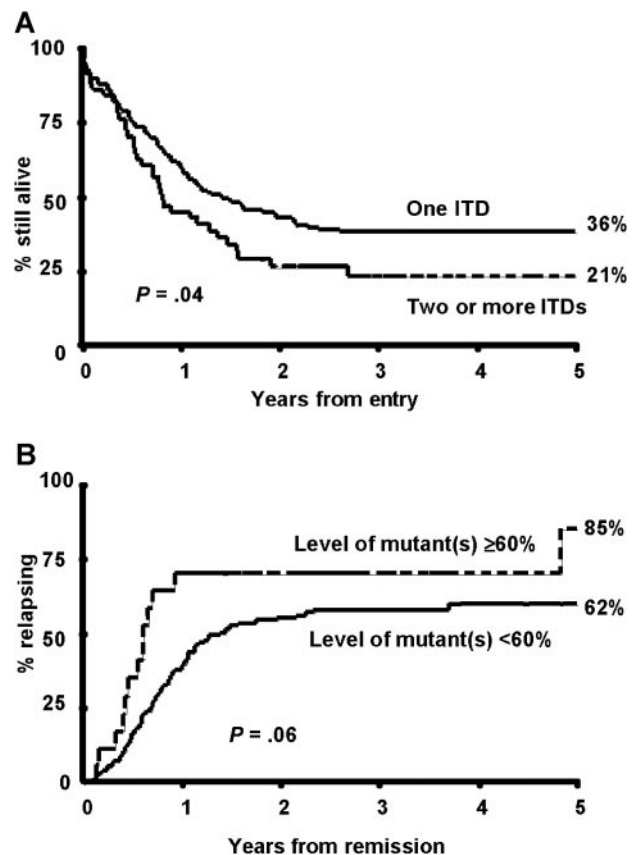 A
100
75
50
25
0
% still alive
One ITD
36%
21%
P = .04
Two or more ITDs
0 1 2 3 4 5
Years from entry
B
100
75
50
25
0
% relapsing
Level of mutant(s) ≥60%
85%
62%
Level of mutant(s) <60%
P = .06
0 1 2 3 4 5
Years from remission